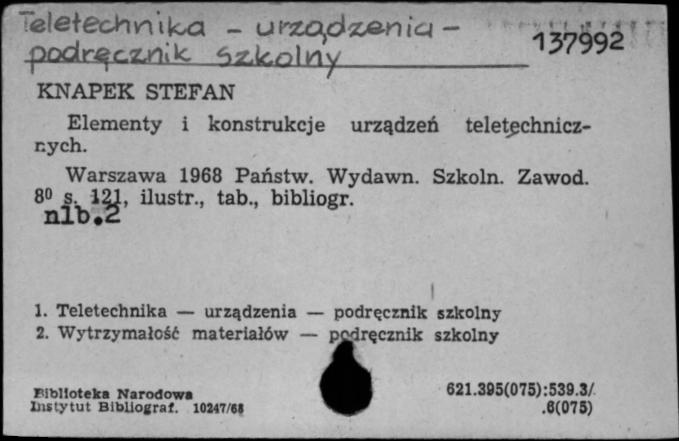 Teletechnika - urządzenia -
podręcznik szkolny
137992
KNAPEK STEFAN
Elementy i konstrukcje urządzeń teletechnicz-
nych.
Warszawa 1968 Państw. Wydawn. Szkoln. Zawod.
8⁰ s. 121, ilustr., tab., bibliogr.
nlb.2
1. Teletechnika — urządzenia — podręcznik szkolny
2. Wytrzymałość materiałów — podręcznik szkolny
Biblioteka Narodowa
Instytut Bibliograf. 10247/68
621.395(075):539.3/
.6(075)